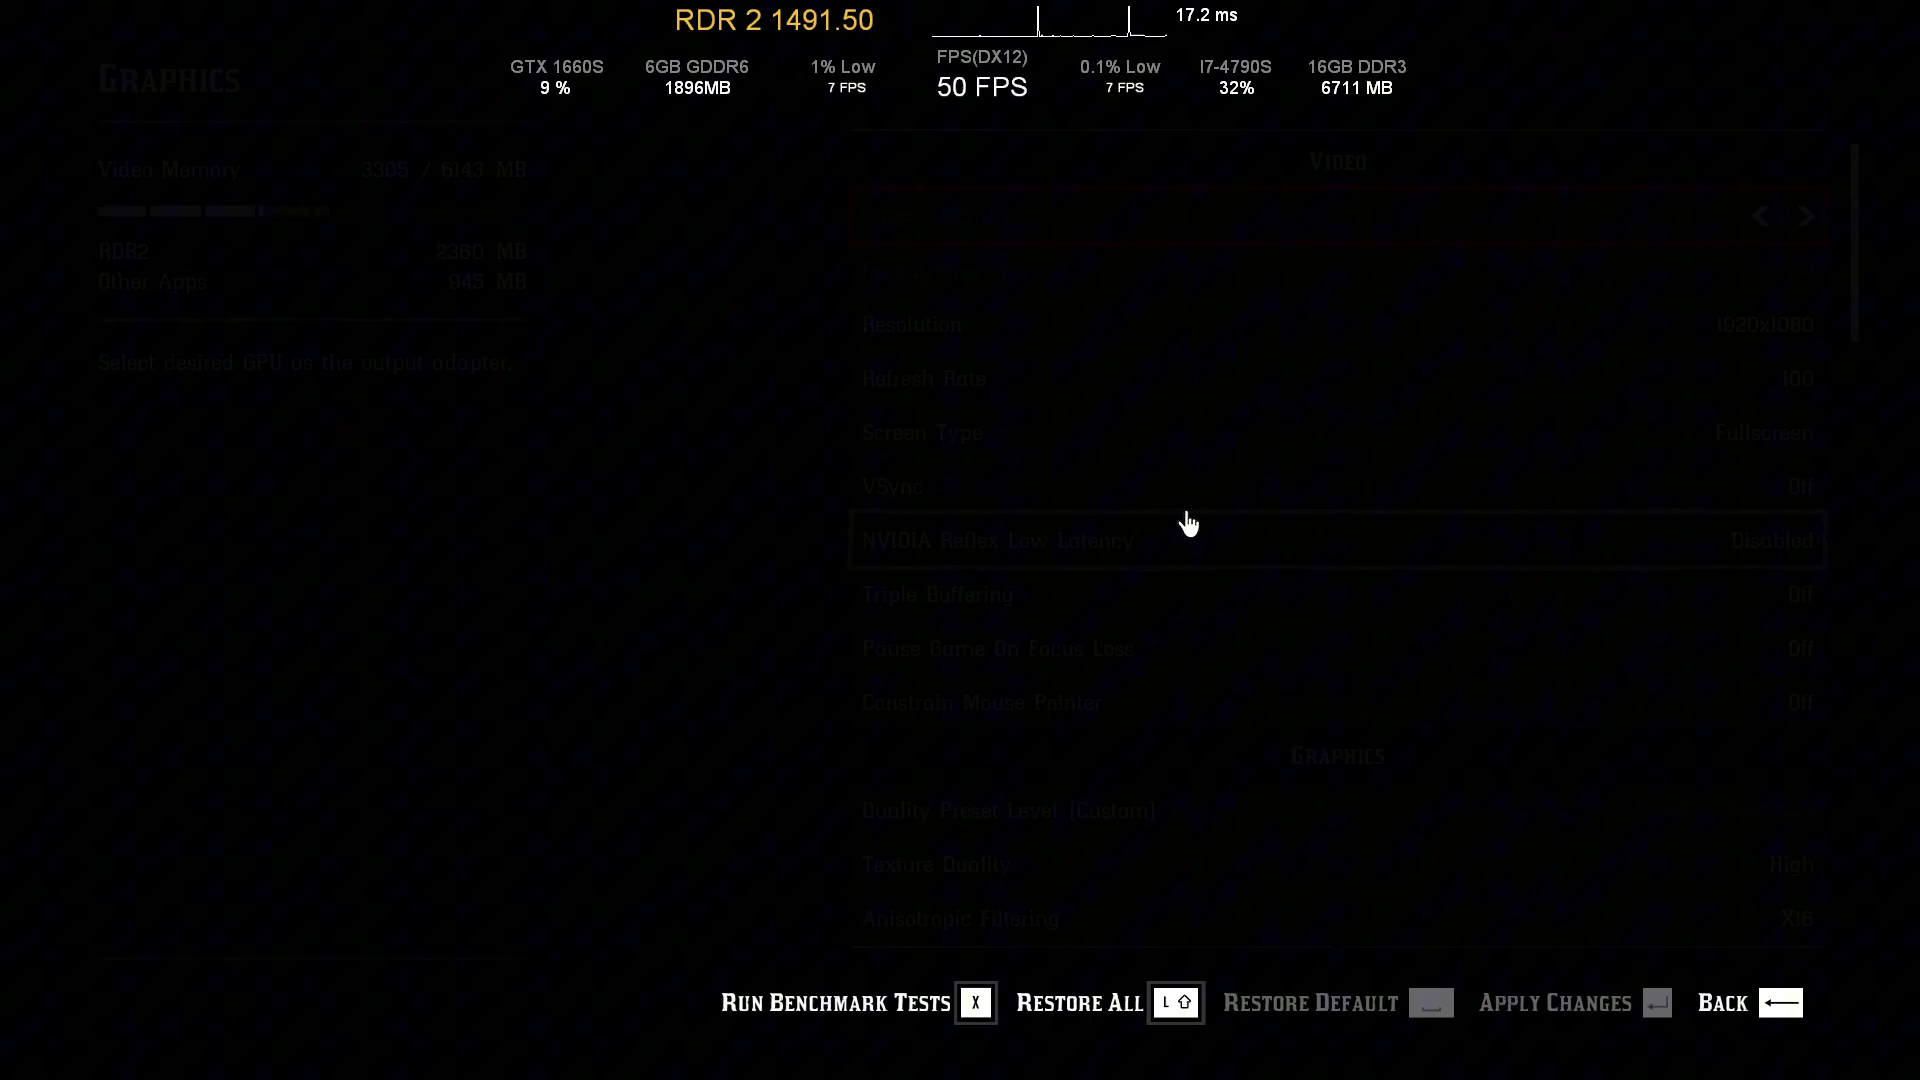 RDR 2 1491.50
17.2 ms
GTX 1660S 6GB GDDR6 1% Low FPS(DX12) 0.1% Low I7-4790S 16GB DDR3
9 % 1896MB 7 FPS 50 FPS 7 FPS 32% 6711 MB
Graphics
Video Memory 3305 / 6143 MB
RDR2 2360 MB
Other Apps 945 MB
Select desired GPU as the output adapter.
Video
Resolution 1920x1080
Refresh Rate 100
Screen Type Fullscreen
VSync Off
NVIDIA Reflex Low Latency Disabled
Triple Buffering Off
Pause Game On Focus Loss Off
Constrain Mouse Pointer Off
Graphics
Quality Preset Level (Custom)
Texture Quality High
Anisotropic Filtering X16
Run Benchmark Tests X Restore All L Restore Default Apply Changes Back